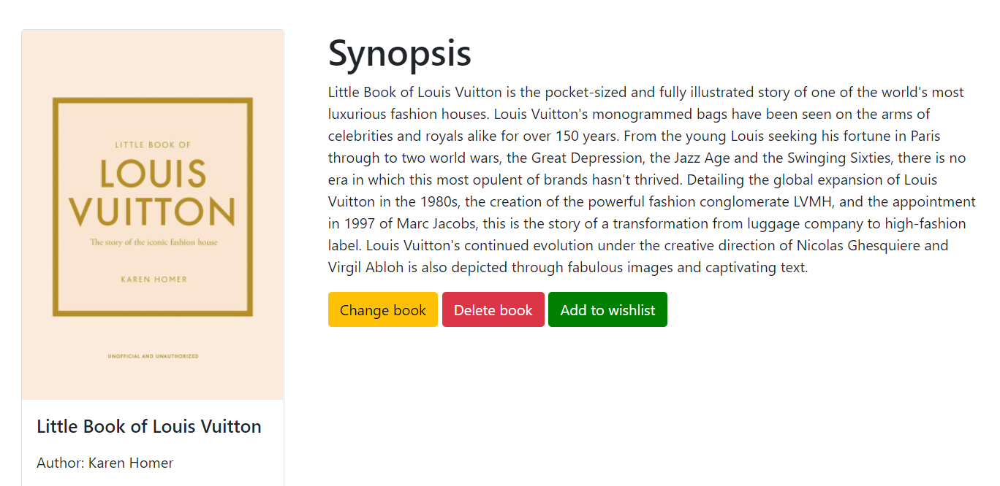 LITTLE BOOK OF
LOUIS
VUITTON
The story of the iconic fashion house
KAREN HOMER
UNOFFICIAL AND UNAUTHORIZED
Little Book of Louis Vuitton
Author: Karen Homer
Synopsis
Little Book of Louis Vuitton is the pocket-sized and fully illustrated story of one of the world's most
luxurious fashion houses. Louis Vuitton's monogrammed bags have been seen on the arms of
celebrities and royals alike for over 150 years. From the young Louis seeking his fortune in Paris
through to two world wars, the Great Depression, the Jazz Age and the Swinging Sixties, there is no
era in which this most opulent of brands hasn't thrived. Detailing the global expansion of Louis
Vuitton in the 1980s, the creation of the powerful fashion conglomerate LVMH, and the appointment
in 1997 of Marc Jacobs, this is the story of a transformation from luggage company to high-fashion
label. Louis Vuitton's continued evolution under the creative direction of Nicolas Ghesquiere and
Virgil Abloh is also depicted through fabulous images and captivating text.
Change book
Delete book
Add to wishlist